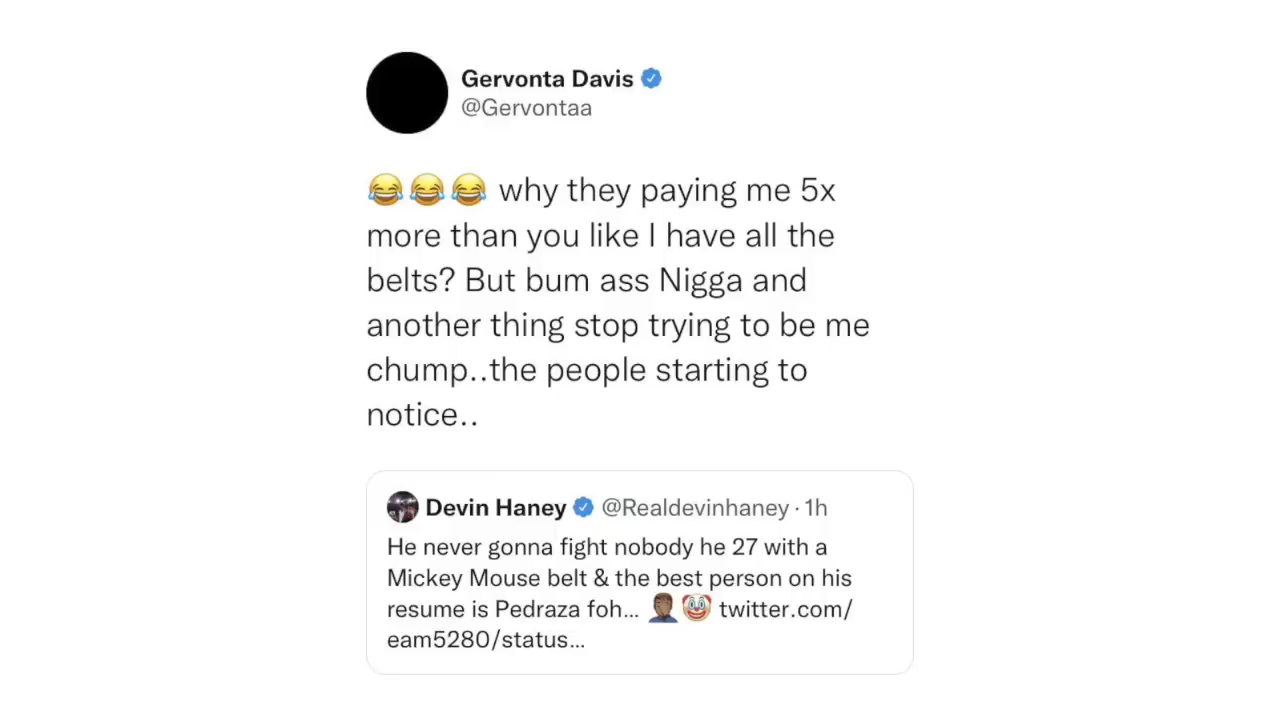 Gervonta Davis
@Gervontaa
😂😂😂 why they paying me 5x
more than you like I have all the
belts? But bum ass Nigga and
another thing stop trying to be me
chump..the people starting to
notice..
Devin Haney @Realdevinhaney · 1h
He never gonna fight nobody he 27 with a
Mickey Mouse belt & the best person on his
resume is Pedraza foh... 🤦🏾‍♂️🤡 twitter.com/
eam5280/status...